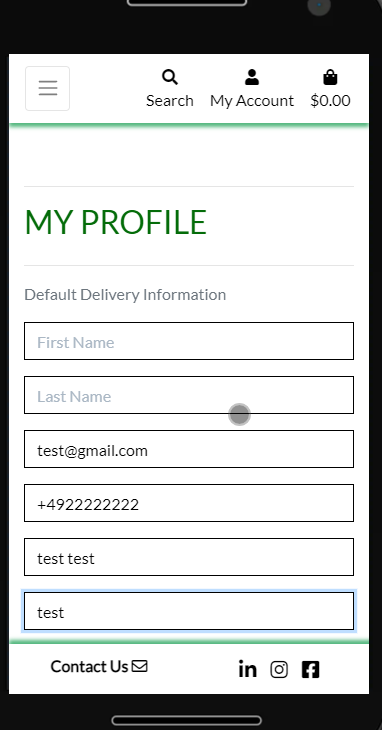 Search My Account $0.00
MY PROFILE
Default Delivery Information
First Name
Last Name
test@gmail.com
+4922222222
test test
test
Contact Us